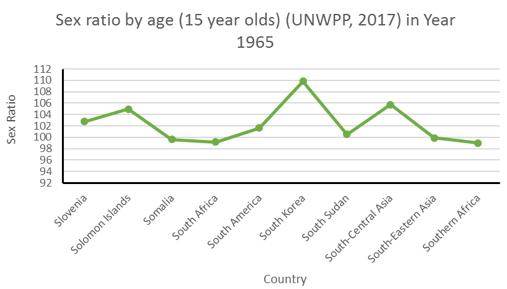 Sex ratio by age (15 year olds) (UNWPP, 2017) in Year
1965
Sex Ratio
112
110
108
106
104
102
100
98
96
94
92
Slovenia
Solomon Islands
Somalia
South Africa
South America
South Korea
South Sudan
South-Central Asia
South-Eastern Asia
Southern Africa
Country